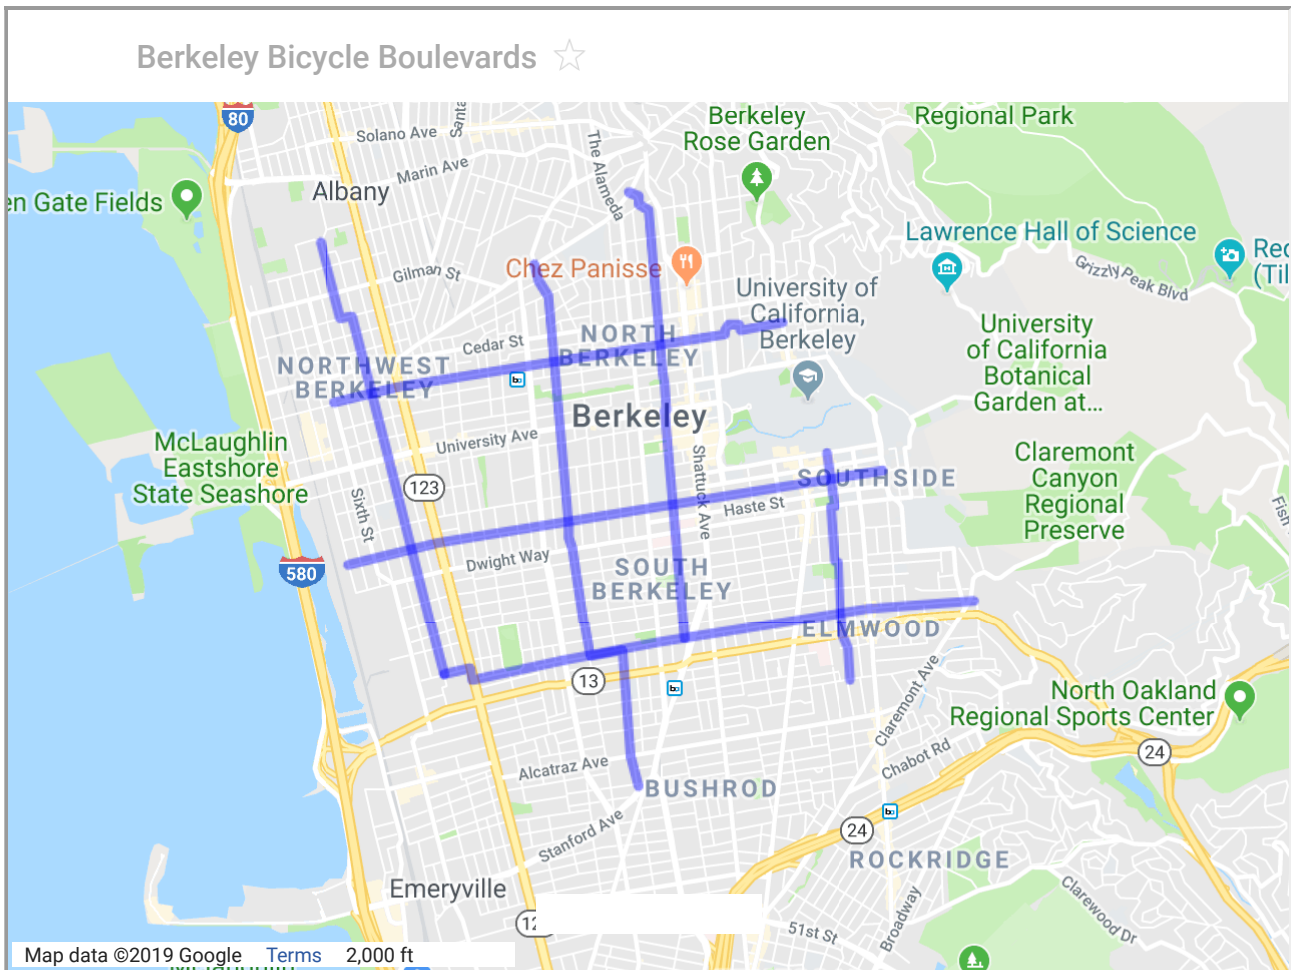 Berkeley Bicycle Boulevards
80
Solano Ave
Santa
Berkeley
Rose Garden
Regional Park
The Alameda
Marin Ave
Albany
en Gate Fields
Lawrence Hall of Science
Rec
(Til
Grizzly Peak Blvd
Gilman St
Chez Panisse
University of
California,
Berkeley
University
of California
Botanical
Garden at...
Cedar St
NORTH
BERKELEY
NORTHWEST
BERKELEY
Berkeley
McLaughlin
Eastshore
State Seashore
University Ave
Shattuck Ave
Claremont
Canyon
Regional
Preserve
SOUTHSIDE
123
Sixth St
Haste St
Fish
Dwight Way
580
SOUTH
BERKELEY
ELMWOOD
13
Claremont Ave
North Oakland
Regional Sports Center
Chabot Rd
24
Alcatraz Ave
BUSHROD
Stanford Ave
24
ROCKRIDGE
Emeryville
Broadway
Clarewood Dr
12
51st St
Map data ©2019 Google Terms 2,000 ft